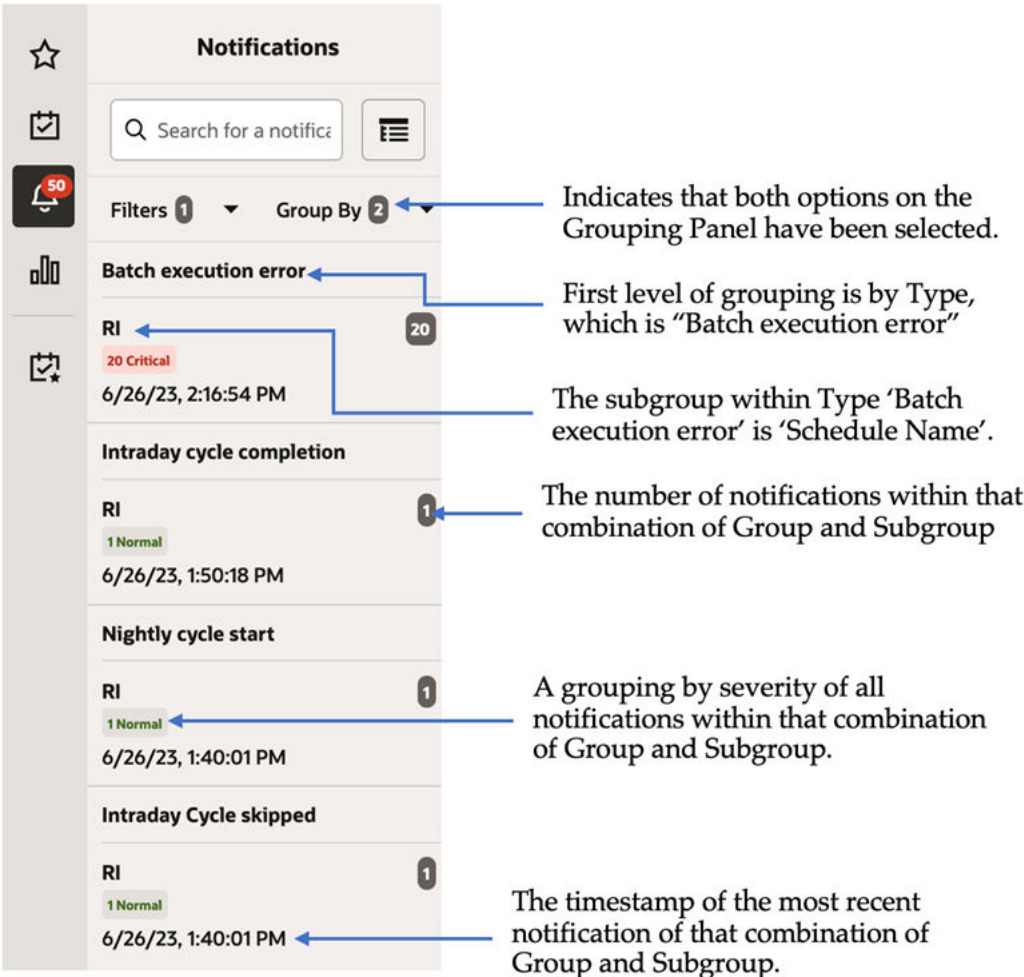 Notifications
Search for a notifica
50
Filters 1
Group By 2
Indicates that both options on the
Grouping Panel have been selected.
Batch execution error
First level of grouping is by Type,
which is “Batch execution error”
RI
20
20 Critical
6/26/23, 2:16:54 PM
The subgroup within Type ‘Batch
execution error’ is ‘Schedule Name’.
Intraday cycle completion
RI
1
1 Normal
6/26/23, 1:50:18 PM
The number of notifications within that
combination of Group and Subgroup
Nightly cycle start
RI
1
1 Normal
6/26/23, 1:40:01 PM
A grouping by severity of all
notifications within that combination
of Group and Subgroup.
Intraday Cycle skipped
RI
1
1 Normal
6/26/23, 1:40:01 PM
The timestamp of the most recent
notification of that combination of
Group and Subgroup.